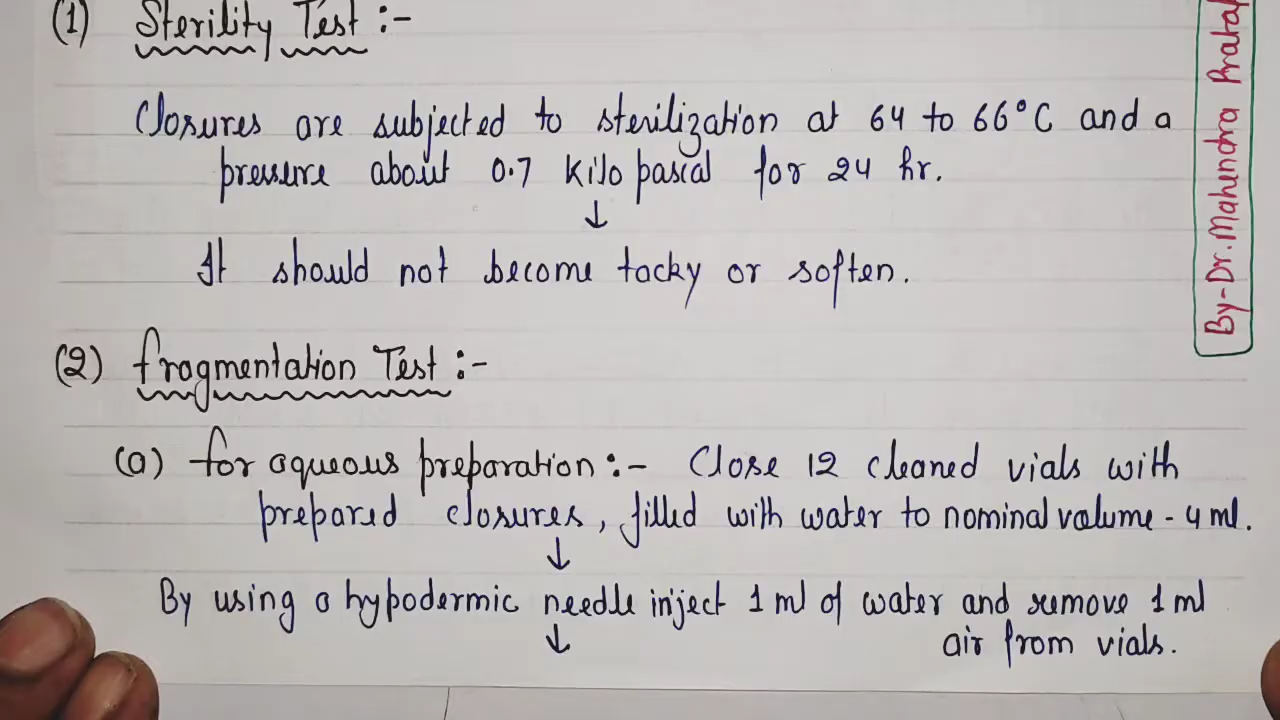 (1) Sterility Test :-
Closures are subjected to sterilization at 64 to 66°C and a
pressure about 0.7 Kilo pascal for 24 hr.
↓
It should not become tacky or soften.
(2) fragmentation Test :-
(a) for aqueous preparation :- Close 12 cleaned vials with
prepared closures, filled with water to nominal volume - 4 ml.
↓
By using a hypodermic needle inject 1 ml of water and remove 1 ml
air from vials.
↓
By-Dr. Mahendra Pratap